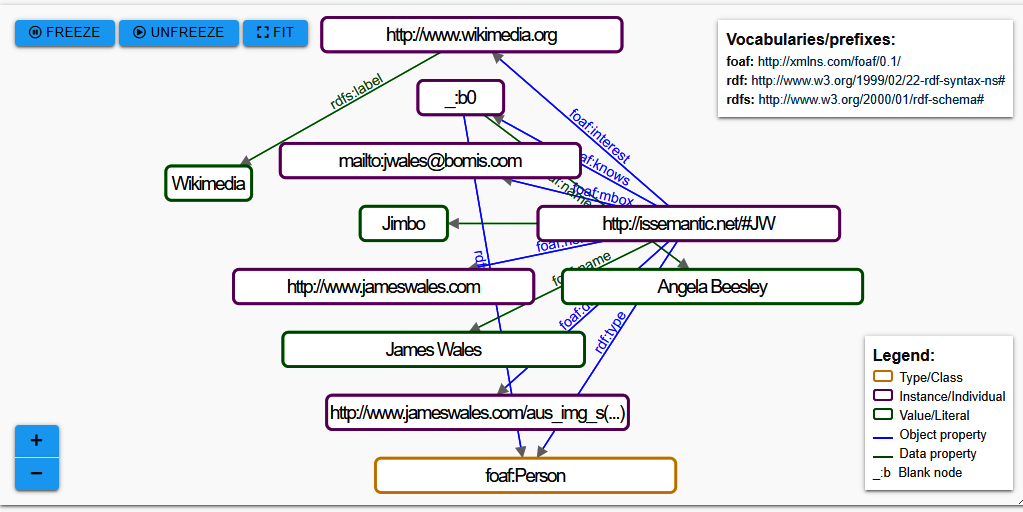 FREEZE
UNFREEZE
FIT
http://www.wikimedia.org
Vocabularies/prefixes:
foaf: http://xmlns.com/foaf/0.1/
rdf: http://www.w3.org/1999/02/22-rdf-syntax-ns#
rdfs: http://www.w3.org/2000/01/rdf-schema#
rdfs:label
_:b0
foaf:interest
mailto:jwales@bomis.com
af:knows
Wikimedia
foaf:mbox
af:name
Jimbo
http://issemantic.net/#JW
http://www.jameswales.com
Angela Beesley
rdf:type
James Wales
Legend:
Type/Class
Instance/Individual
Value/Literal
Object property
Data property
_:b Blank node
http://www.jameswales.com/aus_img_s(...)
+
−
foaf:Person